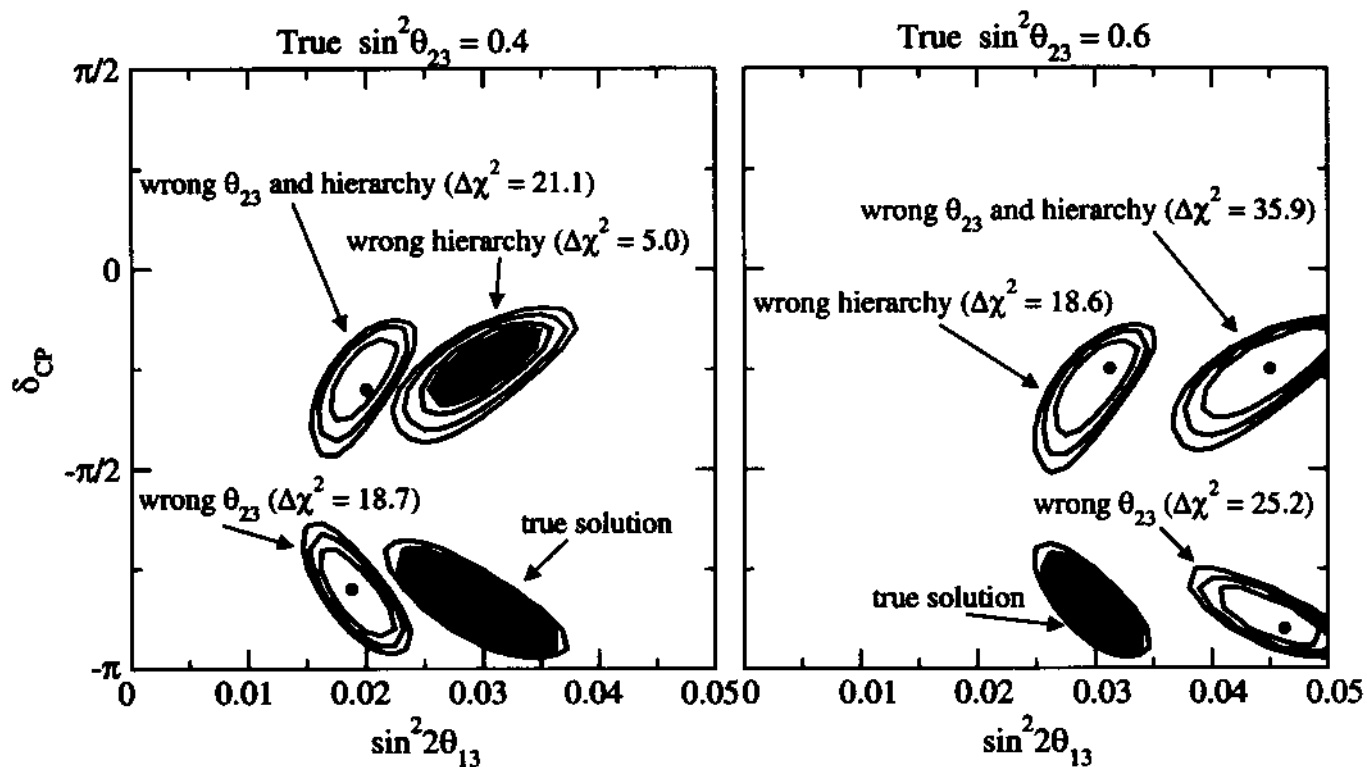 True sin²θ₂₃ = 0.4
π/2
0
-π/2
-π
δCP
wrong θ₂₃ and hierarchy (Δχ² = 21.1)
wrong hierarchy (Δχ² = 5.0)
wrong θ₂₃ (Δχ² = 18.7)
true solution
0 0.01 0.02 0.03 0.04 0.05
sin²2θ₁₃
True sin²θ₂₃ = 0.6
wrong θ₂₃ and hierarchy (Δχ² = 35.9)
wrong hierarchy (Δχ² = 18.6)
wrong θ₂₃ (Δχ² = 25.2)
true solution
0 0.01 0.02 0.03 0.04 0.05
sin²2θ₁₃